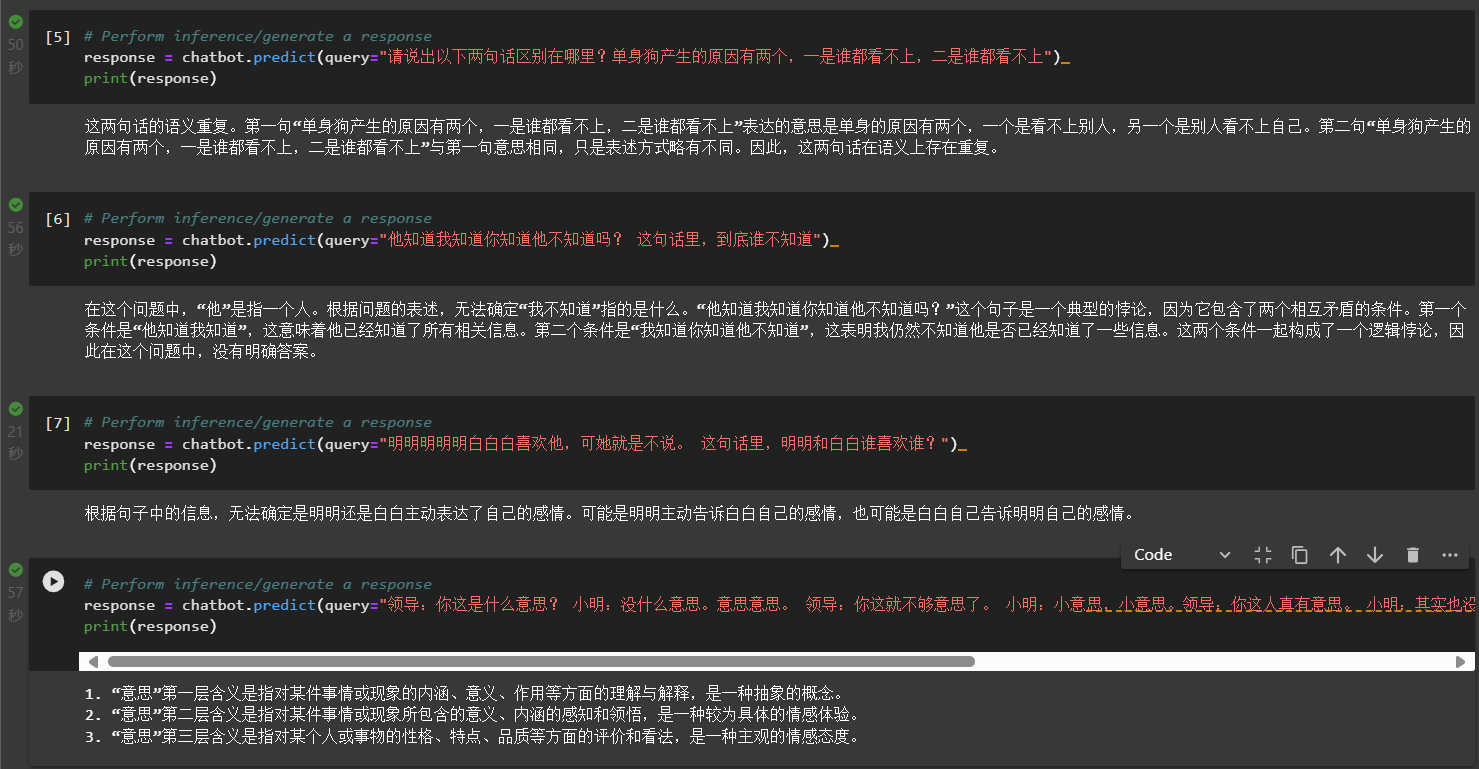 50
秒
[5] # Perform inference/generate a response
response = chatbot.predict(query="请说出以下两句话区别在哪里？单身狗产生的原因有两个，一是谁都看不上，二是谁都看不上")
print(response)
这两句话的语义重复。第一句“单身狗产生的原因有两个，一是谁都看不上，二是谁都看不上”表达的意思是单身的原因有两个，一个是看不上别人，另一个是别人看不上自己。第二句“单身狗产生的
原因有两个，一是谁都看不上，二是谁都看不上”与第一句意思相同，只是表述方式略有不同。因此，这两句话在语义上存在重复。
56
秒
[6] # Perform inference/generate a response
response = chatbot.predict(query="他知道我知道你知道他不知道吗？ 这句话里，到底谁不知道")
print(response)
在这个问题中，“他”是指一个人。根据问题的表述，无法确定“我不知道”指的是什么。“他知道我知道你知道他不知道吗？”这个句子是一个典型的悖论，因为它包含了两个相互矛盾的条件。第一个
条件是“他知道我知道”，这意味着他已经知道了所有相关信息。第二个条件是“我知道你知道他不知道”，这表明我仍然不知道他是否已经知道了一些信息。这两个条件一起构成了一个逻辑悖论，因
此在这个问题中，没有明确答案。
21
秒
[7] # Perform inference/generate a response
response = chatbot.predict(query="明明明明明白白白喜欢他，可她就是不说。 这句话里，明明和白白谁喜欢谁？")
print(response)
根据句子中的信息，无法确定是明明还是白白主动表达了自己的感情。可能是明明主动告诉白白自己的感情，也可能是白白自己告诉明明自己的感情。
Code
57
秒
# Perform inference/generate a response
response = chatbot.predict(query="领导：你这是什么意思？ 小明：没什么意思。意思意思。 领导：你这就不够意思了。 小明：小意思，小意思。领导：你这人真有意思。 小明：其实也没
print(response)
1. “意思”第一层含义是指对某件事情或现象的内涵、意义、作用等方面的理解与解释，是一种抽象的概念。
2. “意思”第二层含义是指对某件事情或现象所包含的意义、内涵的感知和领悟，是一种较为具体的情感体验。
3. “意思”第三层含义是指对某个人或事物的性格、特点、品质等方面的评价和看法，是一种主观的情感态度。